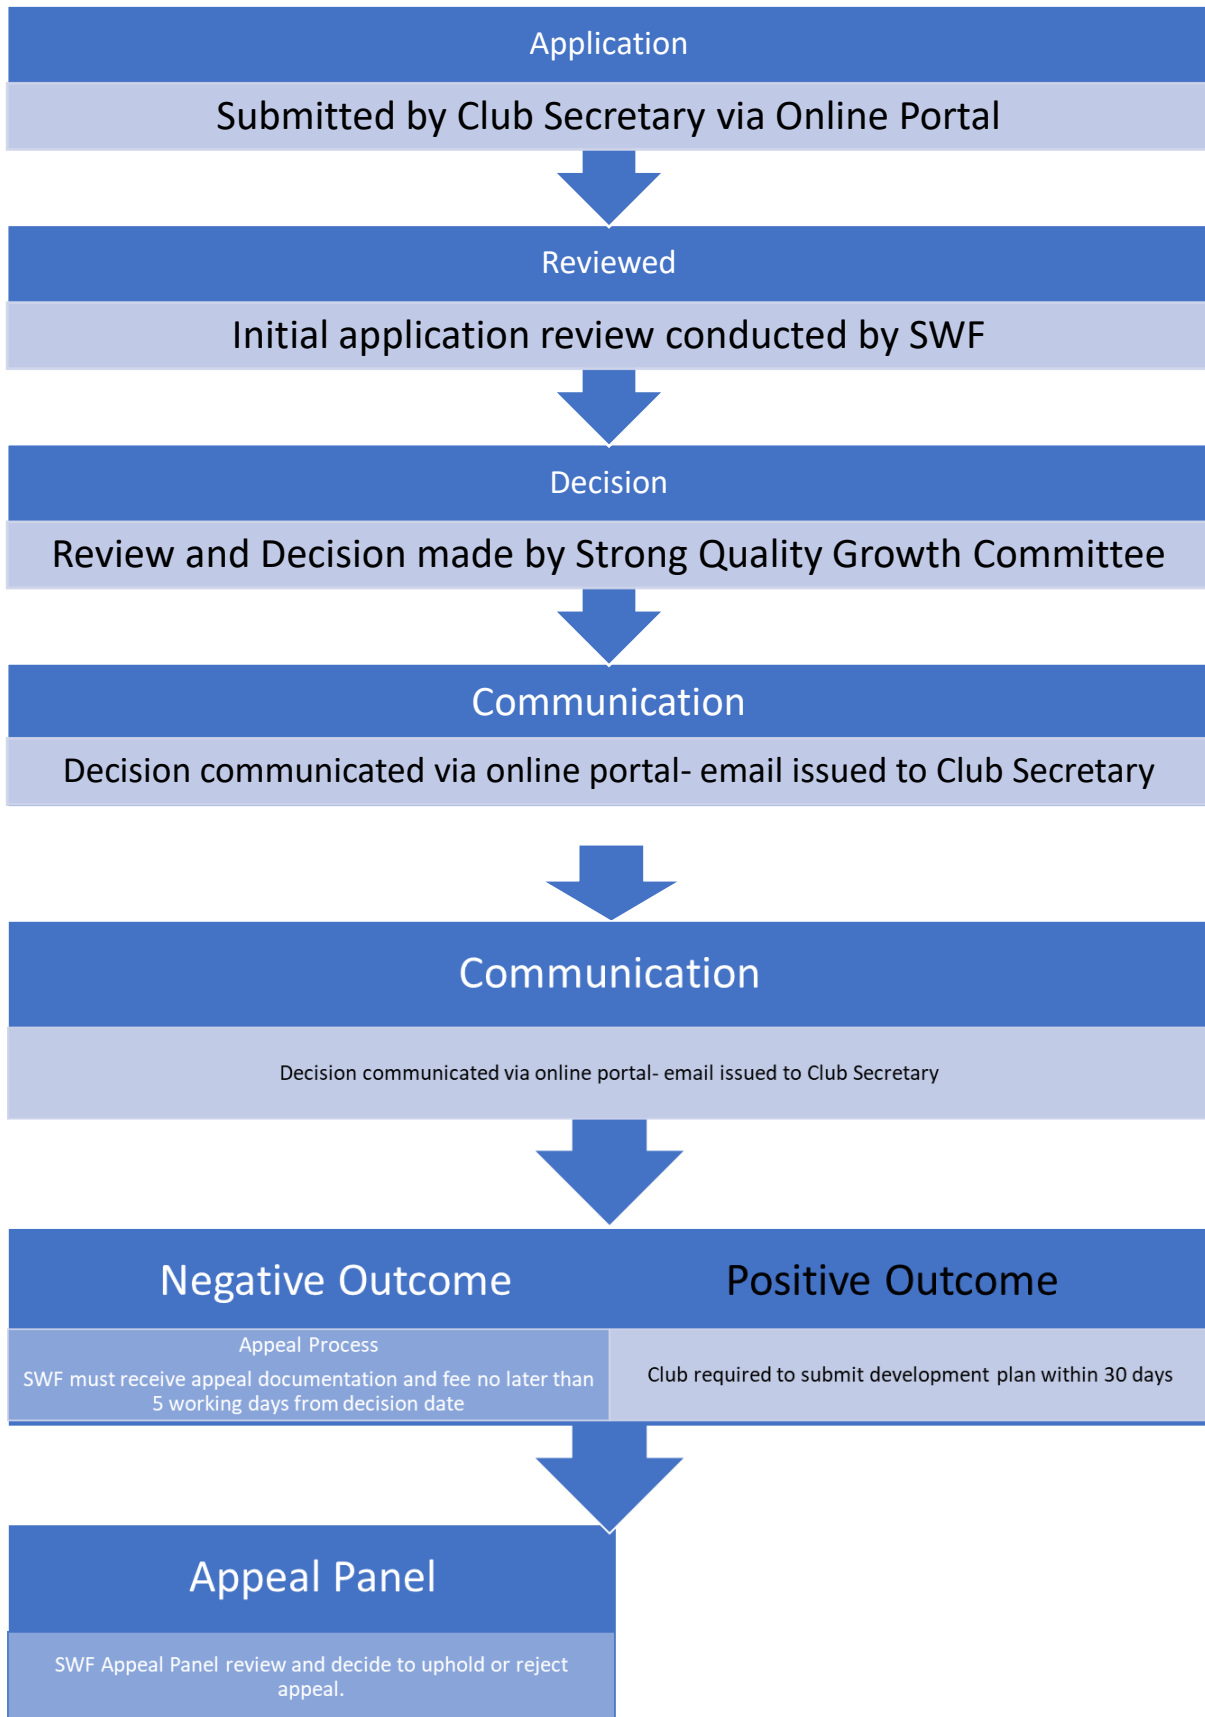 Application
Submitted by Club Secretary via Online Portal
Reviewed
Initial application review conducted by SWF
Decision
Review and Decision made by Strong Quality Growth Committee
Communication
Decision communicated via online portal- email issued to Club Secretary
Communication
Decision communicated via online portal- email issued to Club Secretary
Negative Outcome
Appeal Process
SWF must receive appeal documentation and fee no later than
5 working days from decision date
Positive Outcome
Club required to submit development plan within 30 days
Appeal Panel
SWF Appeal Panel review and decide to uphold or reject
appeal.